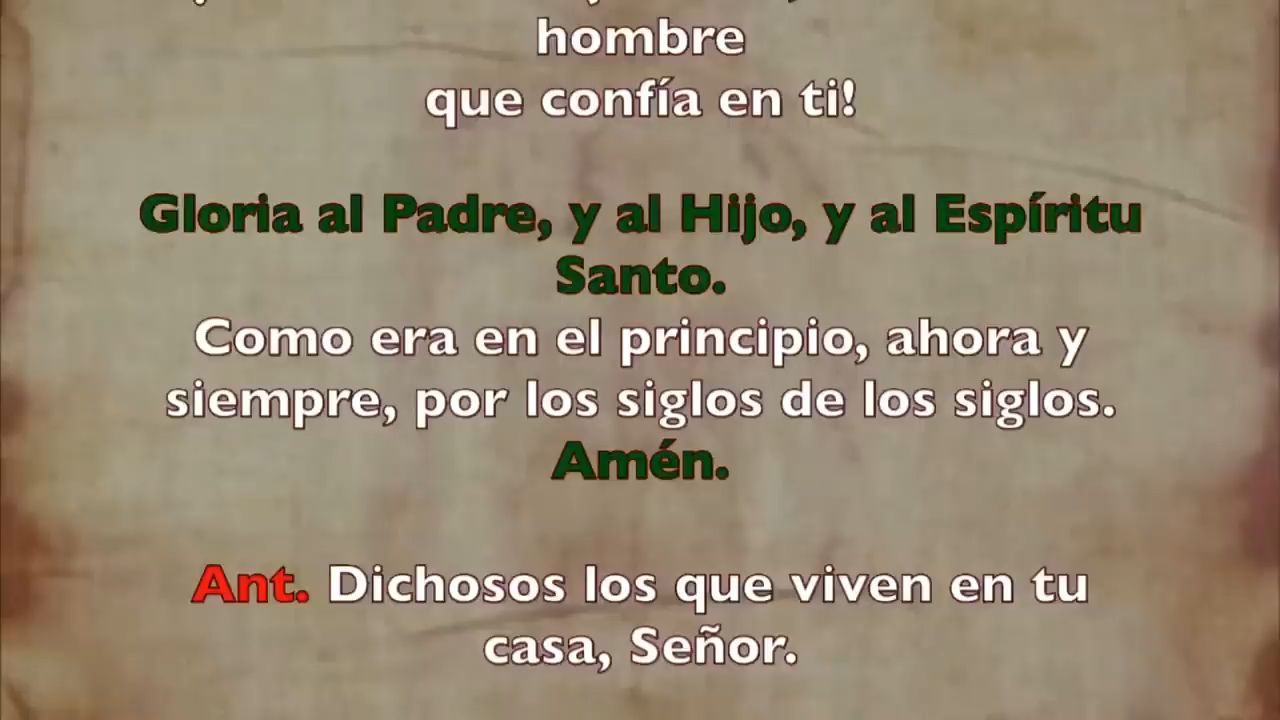 hombre
que confía en ti!
Gloria al Padre, y al Hijo, y al Espíritu
Santo.
Como era en el principio, ahora y
siempre, por los siglos de los siglos.
Amén.
Ant. Dichosos los que viven en tu
casa, Señor.